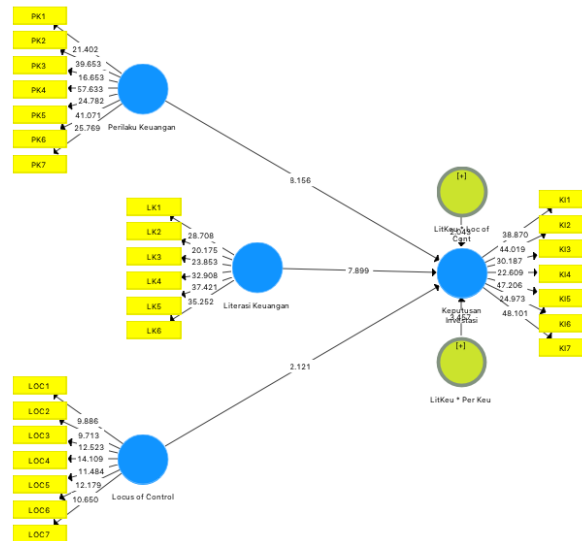 PK1
PK2
PK3
PK4
PK5
PK6
PK7
21.402
39.653
16.653
57.633
24.782
41.071
25.769
Perilaku Keuangan
8.156
LK1
LK2
LK3
LK4
LK5
LK6
28.708
20.175
23.853
32.908
37.421
35.252
Literasi Keuangan
7.899
LOC1
LOC2
LOC3
LOC4
LOC5
LOC6
LOC7
9.886
9.713
12.523
14.109
11.484
12.179
10.650
Locus of Control
2.121
[+]
LitKeu * Loc of
Cont
Keputusan
Investasi
[+]
LitKeu * Per Keu
38.870
44.019
30.187
22.609
47.206
24.973
48.101
KI1
KI2
KI3
KI4
KI5
KI6
KI7